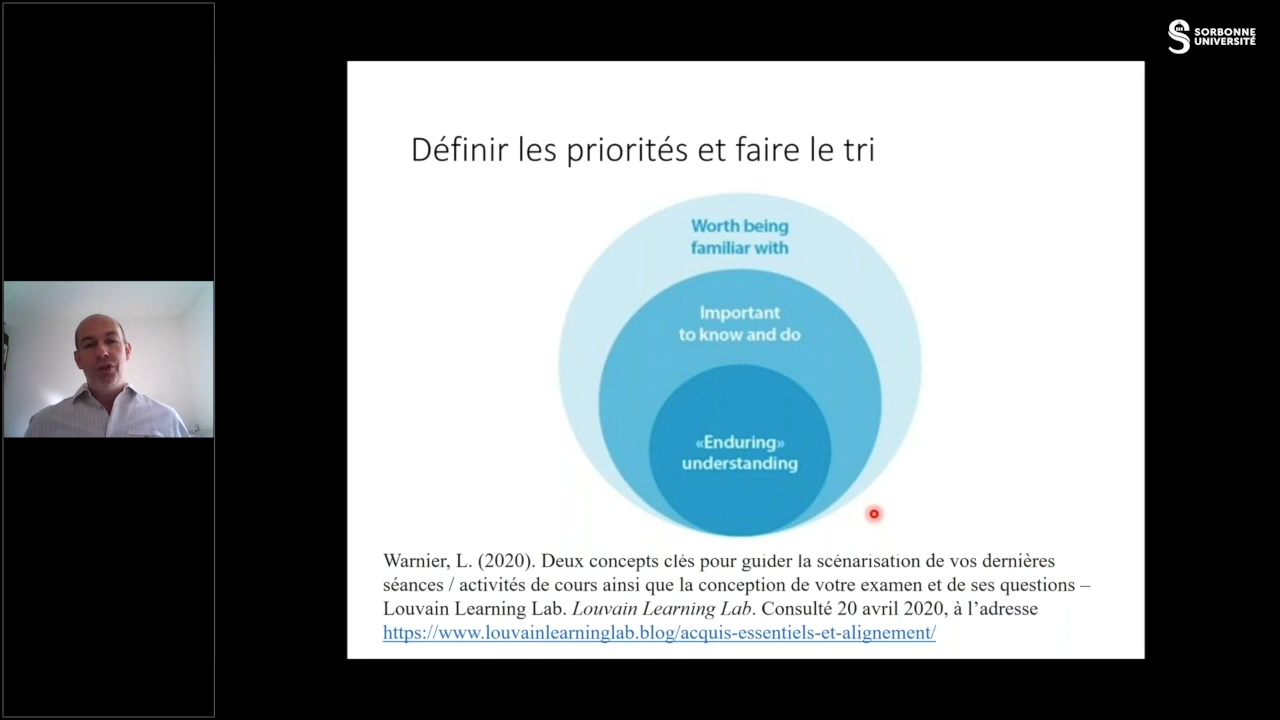 SORBONNE
UNIVERSITÉ
Définir les priorités et faire le tri
Worth being
familiar with
Important
to know and do
«Enduring»
understanding
Warnier, L. (2020). Deux concepts clés pour guider la scénarisation de vos dernières
séances / activités de cours ainsi que la conception de votre examen et de ses questions –
Louvain Learning Lab. Louvain Learning Lab. Consulté 20 avril 2020, à l’adresse
https://www.louvainlearninglab.blog/acquis-essentiels-et-alignement/